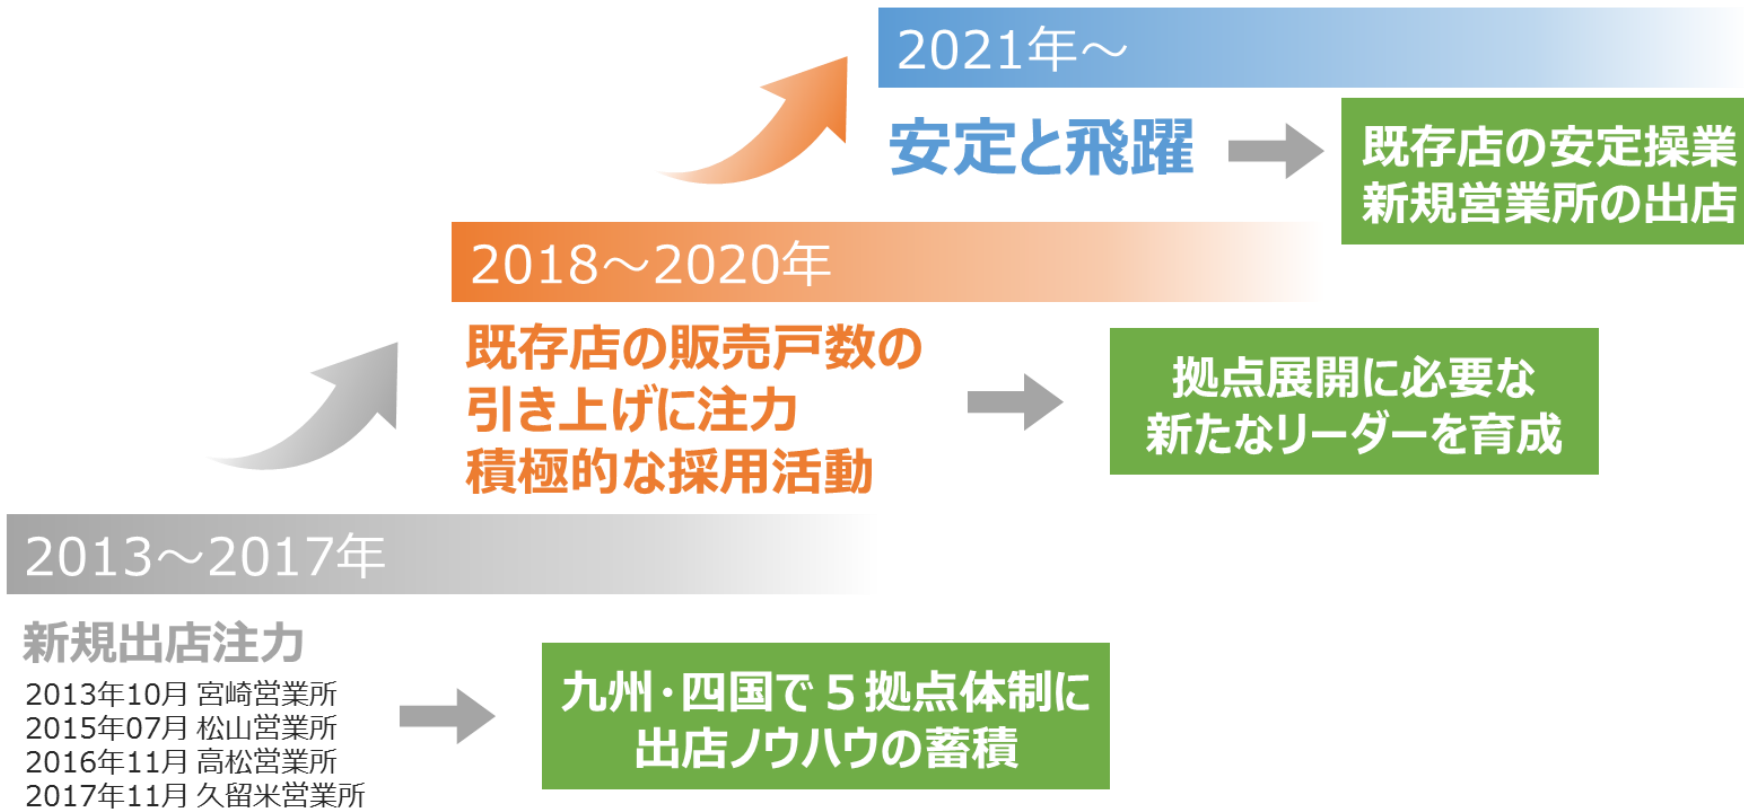 2021年～
安定と飛躍
既存店の安定操業
新規営業所の出店
2018～2020年
既存店の販売戸数の
引き上げに注力
積極的な採用活動
拠点展開に必要な
新たなリーダーを育成
2013～2017年
新規出店注力
2013年10月 宮崎営業所
2015年07月 松山営業所
2016年11月 高松営業所
2017年11月 久留米営業所
九州・四国で５拠点体制に
出店ノウハウの蓄積